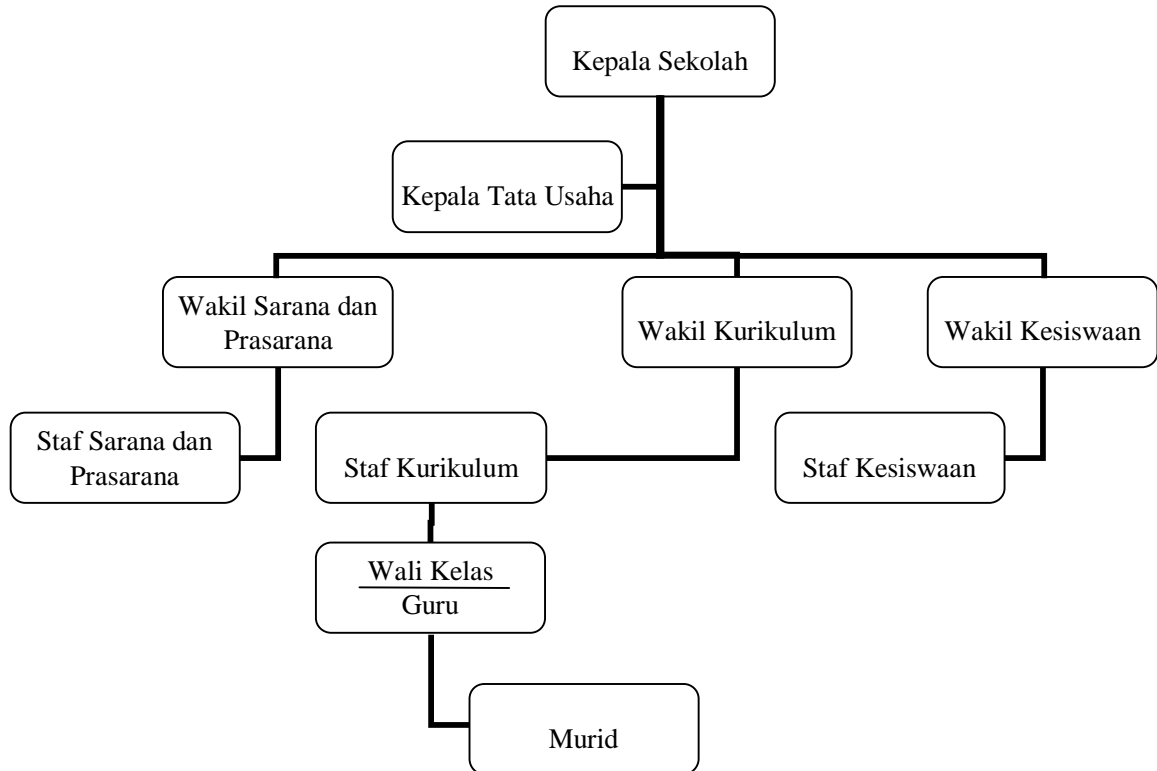 Kepala Sekolah
Kepala Tata Usaha
Wakil Sarana dan
Prasarana
Wakil Kurikulum
Wakil Kesiswaan
Staf Sarana dan
Prasarana
Staf Kurikulum
Staf Kesiswaan
Wali Kelas
Guru
Murid